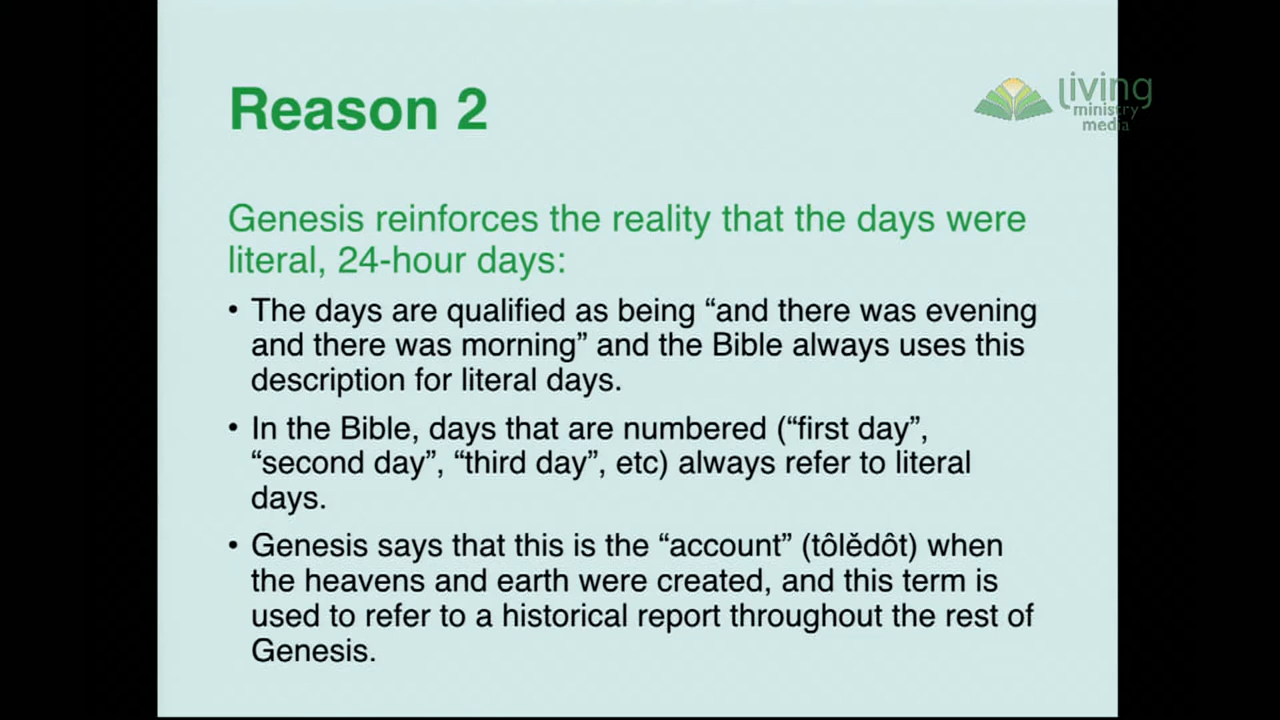 Reason 2
living
ministry
media
Genesis reinforces the reality that the days were
literal, 24-hour days:
• The days are qualified as being “and there was evening
and there was morning” and the Bible always uses this
description for literal days.
• In the Bible, days that are numbered (“first day”,
“second day”, “third day”, etc) always refer to literal
days.
• Genesis says that this is the “account” (tôlĕdôt) when
the heavens and earth were created, and this term is
used to refer to a historical report throughout the rest of
Genesis.